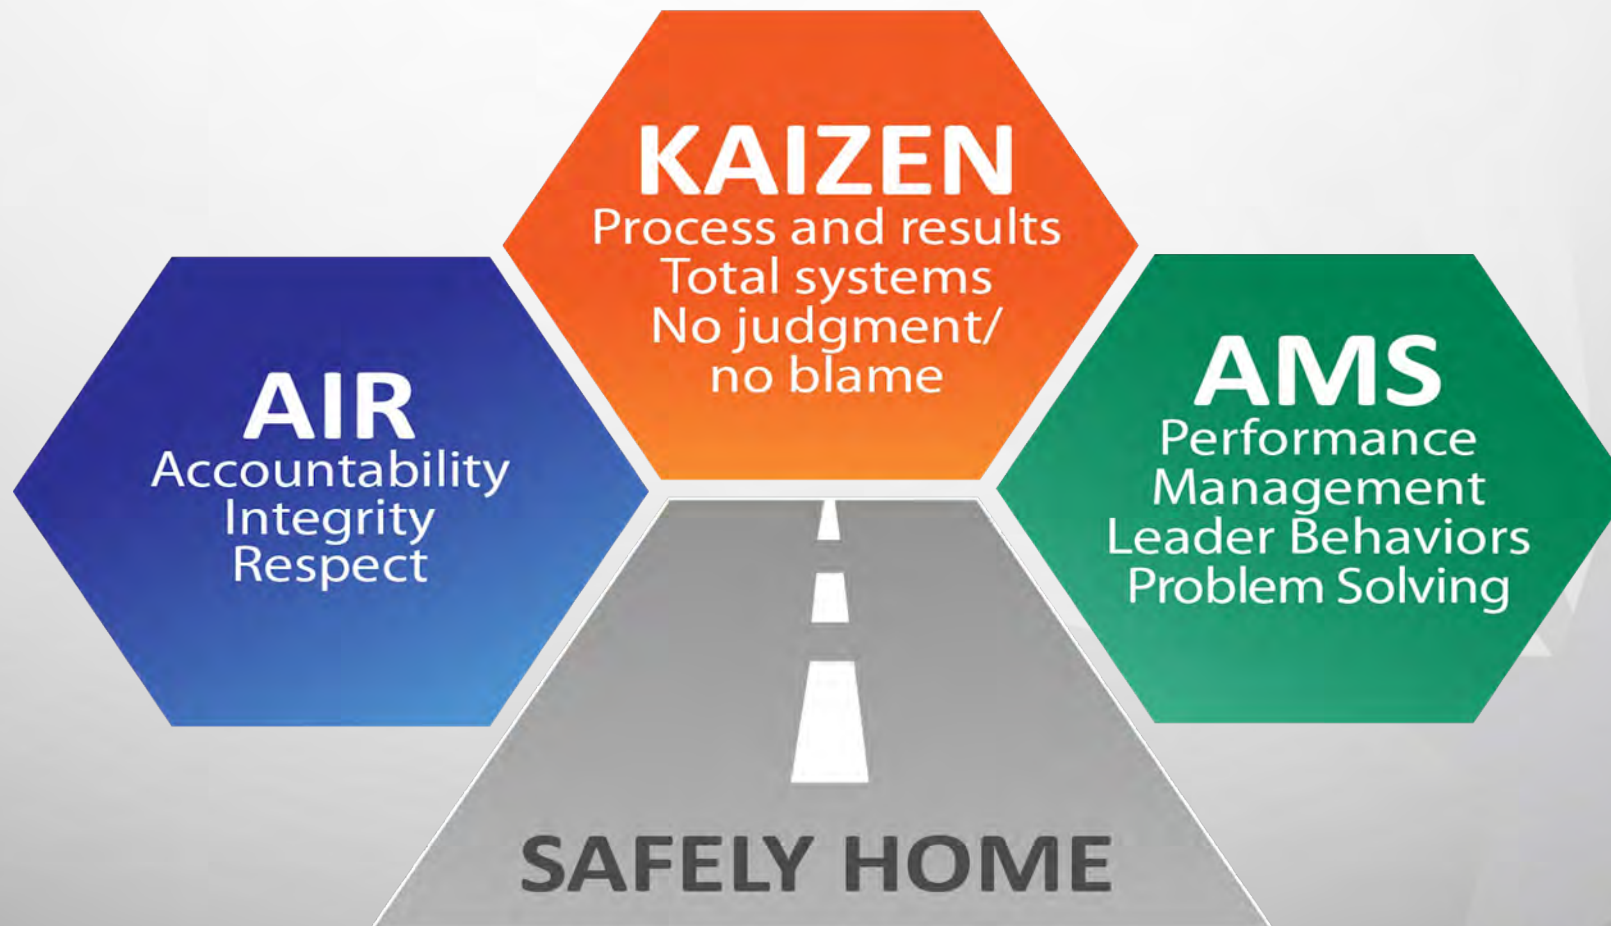 AIR
Accountability
Integrity
Respect
KAIZEN
Process and results
Total systems
No judgment/
no blame
AMS
Performance
Management
Leader Behaviors
Problem Solving
SAFELY HOME